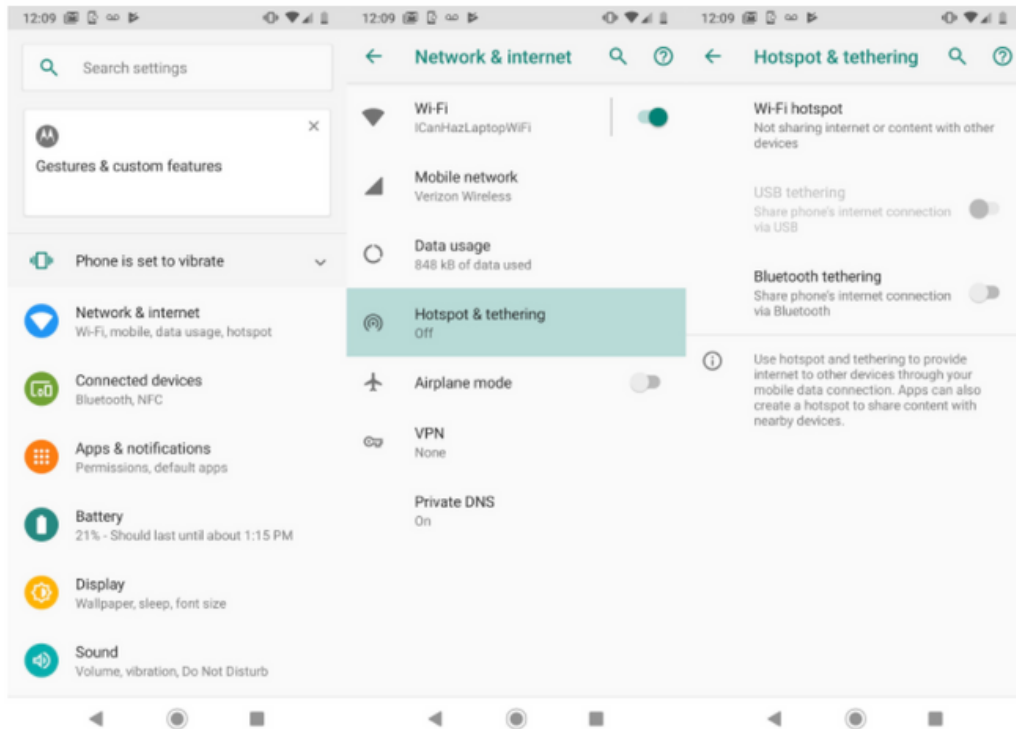 12:09
Search settings
Gestures & custom features
Phone is set to vibrate
Network & internet
Wi-Fi, mobile, data usage, hotspot
Connected devices
Bluetooth, NFC
Apps & notifications
Permissions, default apps
Battery
21% - Should last until about 1:15 PM
Display
Wallpaper, sleep, font size
Sound
Volume, vibration, Do Not Disturb
12:09
Network & internet
Wi-Fi
ICanHazLaptopWiFi
Mobile network
Verizon Wireless
Data usage
848 kB of data used
Hotspot & tethering
Off
Airplane mode
VPN
None
Private DNS
On
12:09
Hotspot & tethering
Wi-Fi hotspot
Not sharing internet or content with other
devices
USB tethering
Share phone's internet connection
via USB
Bluetooth tethering
Share phone's internet connection
via Bluetooth
Use hotspot and tethering to provide
internet to other devices through your
mobile data connection. Apps can also
create a hotspot to share content with
nearby devices.